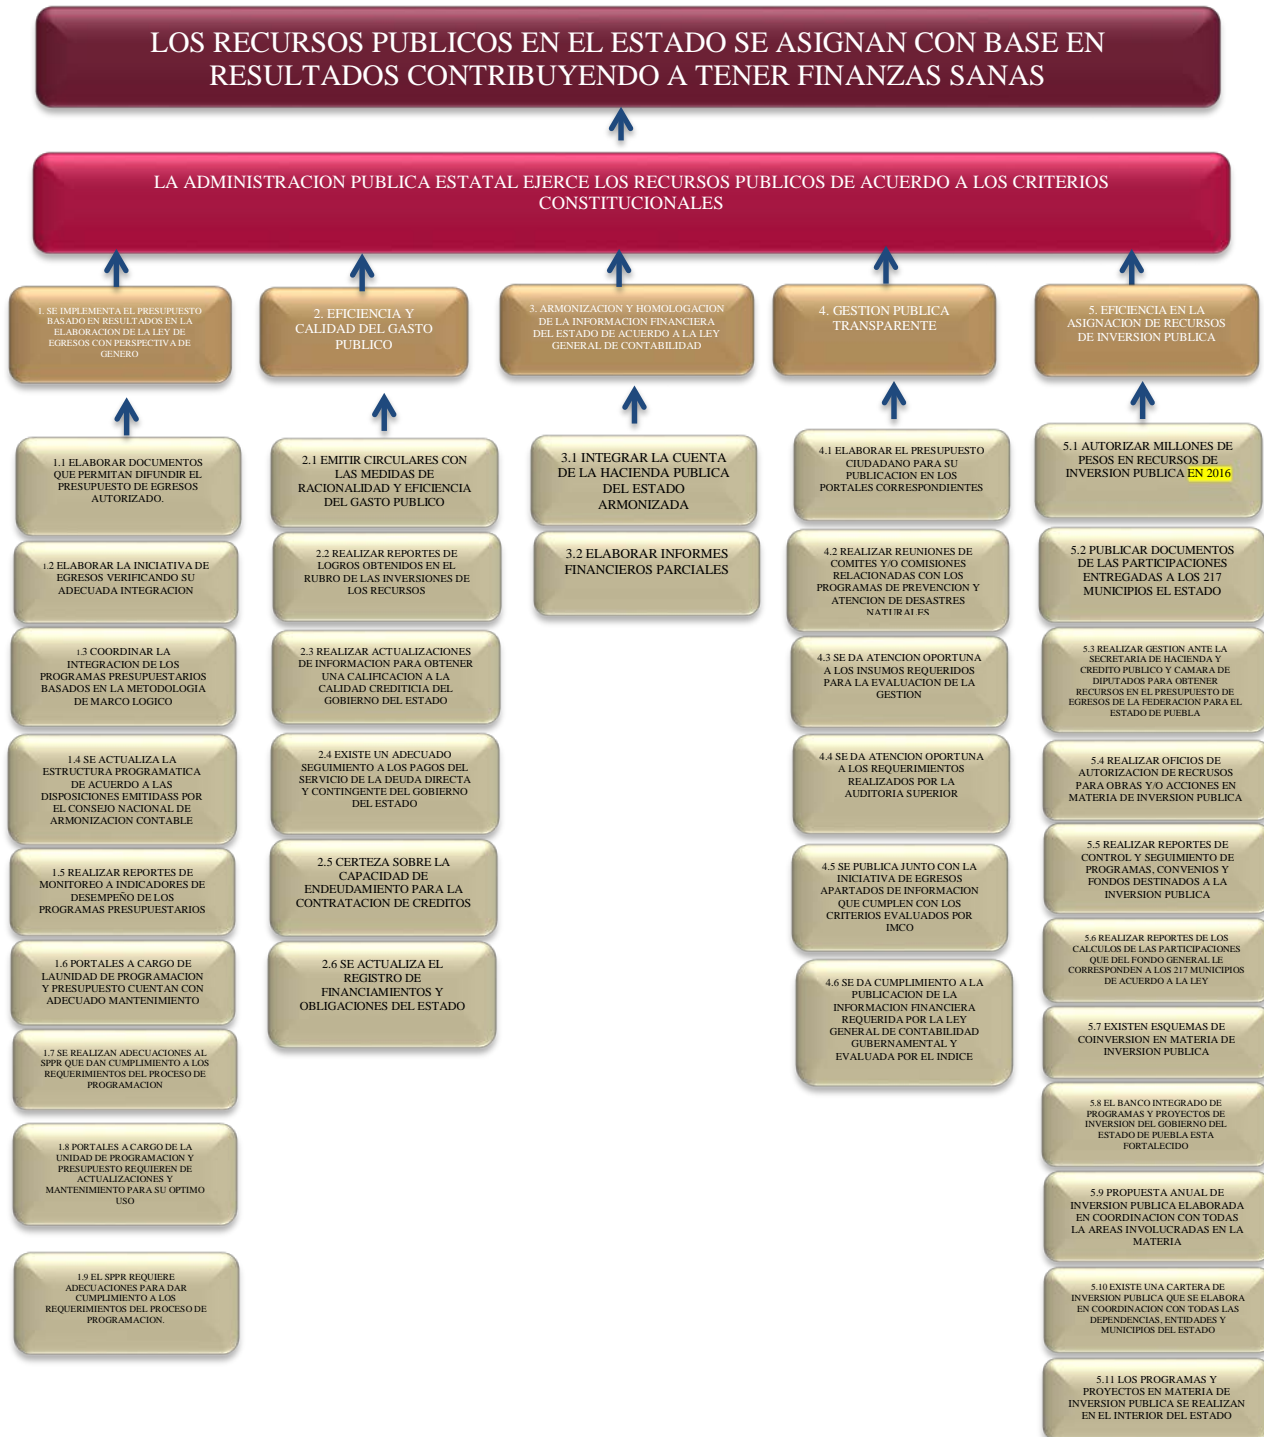 LOS RECURSOS PUBLICOS EN EL ESTADO SE ASIGNAN CON BASE EN
RESULTADOS CONTRIBUYENDO A TENER FINANZAS SANAS
LA ADMINISTRACION PUBLICA ESTATAL EJERCE LOS RECURSOS PUBLICOS DE ACUERDO A LOS CRITERIOS
CONSTITUCIONALES
1. SE IMPLEMENTA EL PRESUPUESTO
BASADO EN RESULTADOS EN LA
ELABORACION DE LA LEY DE
EGRESOS CON PERSPECTIVA DE
GENERO
2. EFICIENCIA Y
CALIDAD DEL GASTO
PUBLICO
3. ARMONIZACION Y HOMOLOGACION
DE LA INFORMACION FINANCIERA
DEL ESTADO DE ACUERDO A LA LEY
GENERAL DE CONTABILIDAD
4. GESTION PUBLICA
TRANSPARENTE
5. EFICIENCIA EN LA
ASIGNACION DE RECURSOS
DE INVERSION PUBLICA
1.1 ELABORAR DOCUMENTOS
QUE PERMITAN DIFUNDIR EL
PRESUPUESTO DE EGRESOS
AUTORIZADO.
1.2 ELABORAR LA INICIATIVA DE
EGRESOS VERIFICANDO SU
ADECUADA INTEGRACION
1.3 COORDINAR LA
INTEGRACION DE LOS
PROGRAMAS PRESUPUESTARIOS
BASADOS EN LA METODOLOGIA
DE MARCO LOGICO
1.4 SE ACTUALIZA LA
ESTRUCTURA PROGRAMATICA
DE ACUERDO A LAS
DISPOSICIONES EMITIDASS POR
EL CONSEJO NACIONAL DE
ARMONIZACION CONTABLE
1.5 REALIZAR REPORTES DE
MONITOREO A INDICADORES DE
DESEMPEÑO DE LOS
PROGRAMAS PRESUPUESTARIOS
1.6 PORTALES A CARGO DE
LAUNIDAD DE PROGRAMACION
Y PRESUPUESTO CUENTAN CON
ADECUADO MANTENIMIENTO
1.7 SE REALIZAN ADECUACIONES AL
SPPR QUE DAN CUMPLIMIENTO A LOS
REQUERIMIENTOS DEL PROCESO DE
PROGRAMACION
1.8 PORTALES A CARGO DE LA
UNIDAD DE PROGRAMACION Y
PRESUPUESTO REQUIEREN DE
ACTUALIZACIONES Y
MANTENIMIENTO PARA SU OPTIMO
USO
1.9 EL SPPR REQUIERE
ADECUACIONES PARA DAR
CUMPLIMIENTO A LOS
REQUERIMIENTOS DEL PROCESO DE
PROGRAMACION.
2.1 EMITIR CIRCULARES CON
LAS MEDIDAS DE
RACIONALIDAD Y EFICIENCIA
DEL GASTO PUBLICO
2.2 REALIZAR REPORTES DE
LOGROS OBTENIDOS EN EL
RUBRO DE LAS INVERSIONES DE
LOS RECURSOS
2.3 REALIZAR ACTUALIZACIONES
DE INFORMACION PARA OBTENER
UNA CALIFICACION A LA
CALIDAD CREDITICIA DEL
GOBIERNO DEL ESTADO
2.4 EXISTE UN ADECUADO
SEGUIMIENTO A LOS PAGOS DEL
SERVICIO DE LA DEUDA DIRECTA
Y CONTINGENTE DEL GOBIERNO
DEL ESTADO
2.5 CERTEZA SOBRE LA
CAPACIDAD DE
ENDEUDAMIENTO PARA LA
CONTRATACION DE CREDITOS
2.6 SE ACTUALIZA EL
REGISTRO DE
FINANCIAMIENTOS Y
OBLIGACIONES DEL ESTADO
3.1 INTEGRAR LA CUENTA
DE LA HACIENDA PUBLICA
DEL ESTADO
ARMONIZADA
3.2 ELABORAR INFORMES
FINANCIEROS PARCIALES
4.1 ELABORAR EL PRESUPUESTO
CIUDADANO PARA SU
PUBLICACION EN LOS
PORTALES CORRESPONDIENTES
4.2 REALIZAR REUNIONES DE
COMITES Y/O COMISIONES
RELACIONADAS CON LOS
PROGRAMAS DE PREVENCION Y
ATENCION DE DESASTRES
NATURALES
4.3 SE DA ATENCION OPORTUNA
A LOS INSUMOS REQUERIDOS
PARA LA EVALUACION DE LA
GESTION
4.4 SE DA ATENCION OPORTUNA
A LOS REQUERIMIENTOS
REALIZADOS POR LA
AUDITORIA SUPERIOR
4.5 SE PUBLICA JUNTO CON LA
INICIATIVA DE EGRESOS
APARTADOS DE INFORMACION
QUE CUMPLEN CON LOS
CRITERIOS EVALUADOS POR
IMCO
4.6 SE DA CUMPLIMIENTO A LA
PUBLICACION DE LA
INFORMACION FINANCIERA
REQUERIDA POR LA LEY
GENERAL DE CONTABILIDAD
GUBERNAMENTAL Y
EVALUADA POR EL INDICE
5.1 AUTORIZAR MILLONES DE
PESOS EN RECURSOS DE
INVERSION PUBLICA EN 2016
5.2 PUBLICAR DOCUMENTOS
DE LAS PARTICIPACIONES
ENTREGADAS A LOS 217
MUNICIPIOS EL ESTADO
5.3 REALIZAR GESTION ANTE LA
SECRETARIA DE HACIENDA Y
CREDITO PUBLICO Y CAMARA DE
DIPUTADOS PARA OBTENER
RECURSOS EN EL PRESUPUESTO DE
EGRESOS DE LA FEDERACION PARA EL
ESTADO DE PUEBLA
5.4 REALIZAR OFICIOS DE
AUTORIZACION DE RECRUSOS
PARA OBRAS Y/O ACCIONES EN
MATERIA DE INVERSION PUBLICA
5.5 REALIZAR REPORTES DE
CONTROL Y SEGUIMIENTO DE
PROGRAMAS, CONVENIOS Y
FONDOS DESTINADOS A LA
INVERSION PUBLICA
5.6 REALIZAR REPORTES DE LOS
CALCULOS DE LAS PARTICIPACIONES
QUE DEL FONDO GENERAL LE
CORRESPONDEN A LOS 217 MUNICIPIOS
DE ACUERDO A LA LEY
5.7 EXISTEN ESQUEMAS DE
COINVERSION EN MATERIA DE
INVERSION PUBLICA
5.8 EL BANCO INTEGRADO DE
PROGRAMAS Y PROYECTOS DE
INVERSION DEL GOBIERNO DEL
ESTADO DE PUEBLA ESTA
FORTALECIDO
5.9 PROPUESTA ANUAL DE
INVERSION PUBLICA ELABORADA
EN COORDINACION CON TODAS
LA AREAS INVOLUCRADAS EN LA
MATERIA
5.10 EXISTE UNA CARTERA DE
INVERSION PUBLICA QUE SE ELABORA
EN COORDINACION CON TODAS LAS
DEPENDENCIAS, ENTIDADES Y
MUNICIPIOS DEL ESTADO
5.11 LOS PROGRAMAS Y
PROYECTOS EN MATERIA DE
INVERSION PUBLICA SE REALIZAN
EN EL INTERIOR DEL ESTADO